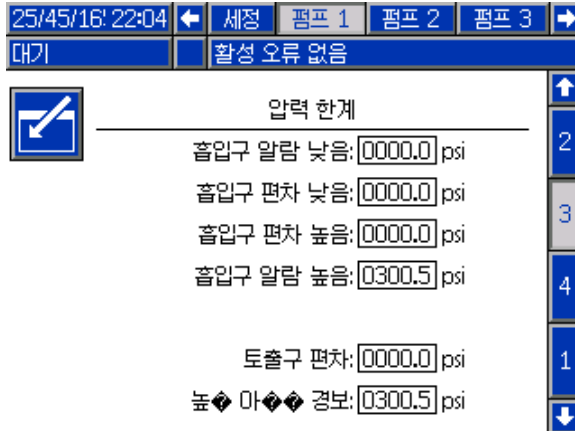 25/45/16! 22:04 세정 펌프 1 펌프 2 펌프 3
대기 활성 오류 없음
압력 한계
흡입구 알람 낮음: 0000.0 psi
2
흡입구 편차 낮음: 0000.0 psi
3
흡입구 편차 높음: 0000.0 psi
흡입구 알람 높음: 0300.5 psi
4
토출구 편차: 0000.0 psi
1
높� 아�� 경보: 0300.5 psi